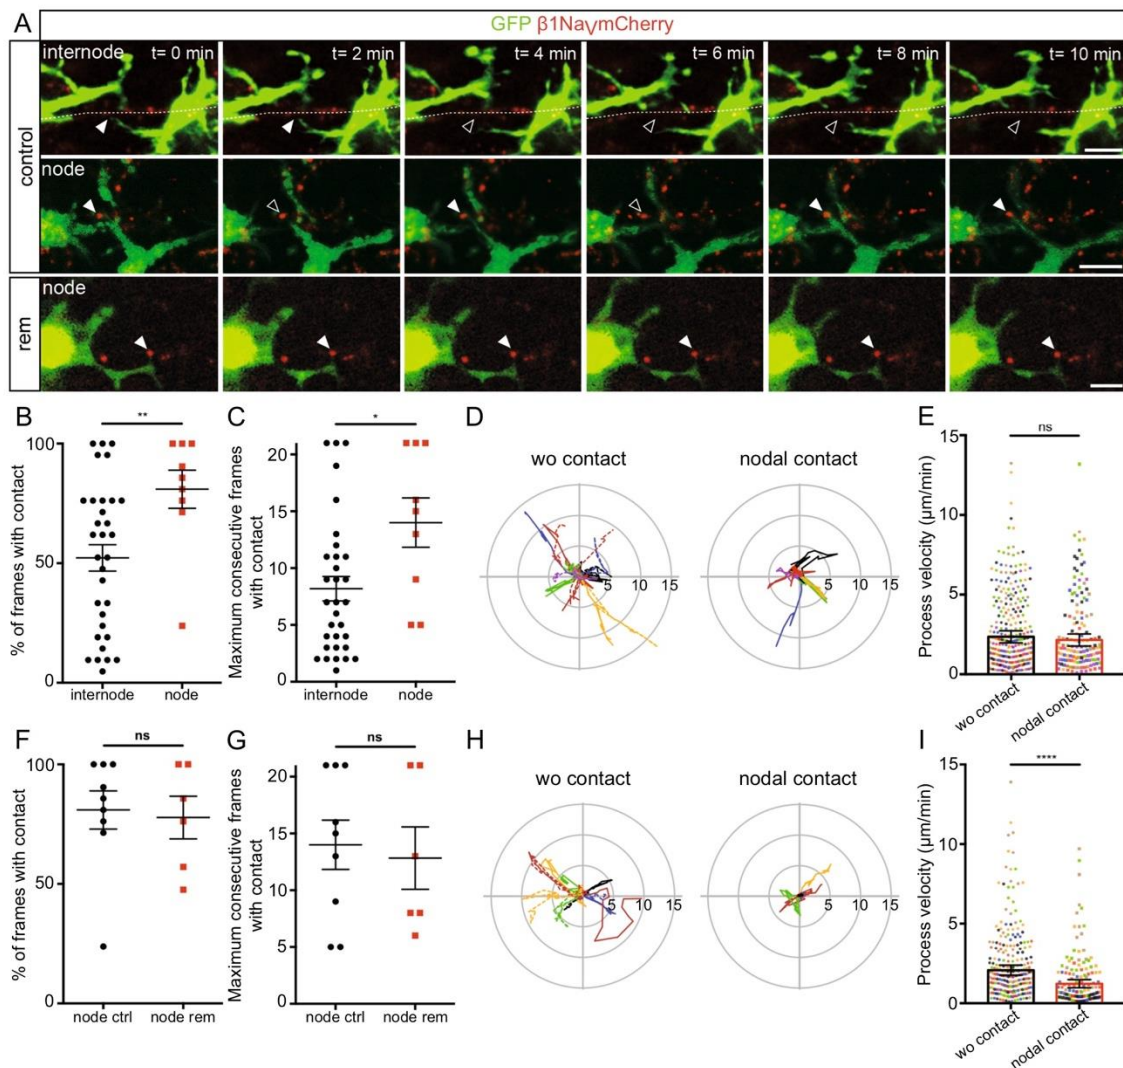 A
GFP β1NavmCherry
control
internode
t= 0 min
t= 2 min
t= 4 min
t= 6 min
t= 8 min
t= 10 min
node
rem
node
B
**
% of frames with contact
100
50
0
internode
node
C
*
Maximum consecutive frames
with contact
20
15
10
5
0
internode
node
D
wo contact
5
10
15
nodal contact
5
10
15
E
ns
Process velocity (µm/min)
15
10
5
0
wo contact
nodal contact
F
ns
% of frames with contact
100
50
0
node ctrl
node rem
G
ns
Maximum consecutive frames
with contact
20
15
10
5
0
node ctrl
node rem
H
wo contact
5
10
15
nodal contact
5
10
15
I
****
Process velocity (µm/min)
15
10
5
0
wo contact
nodal contact